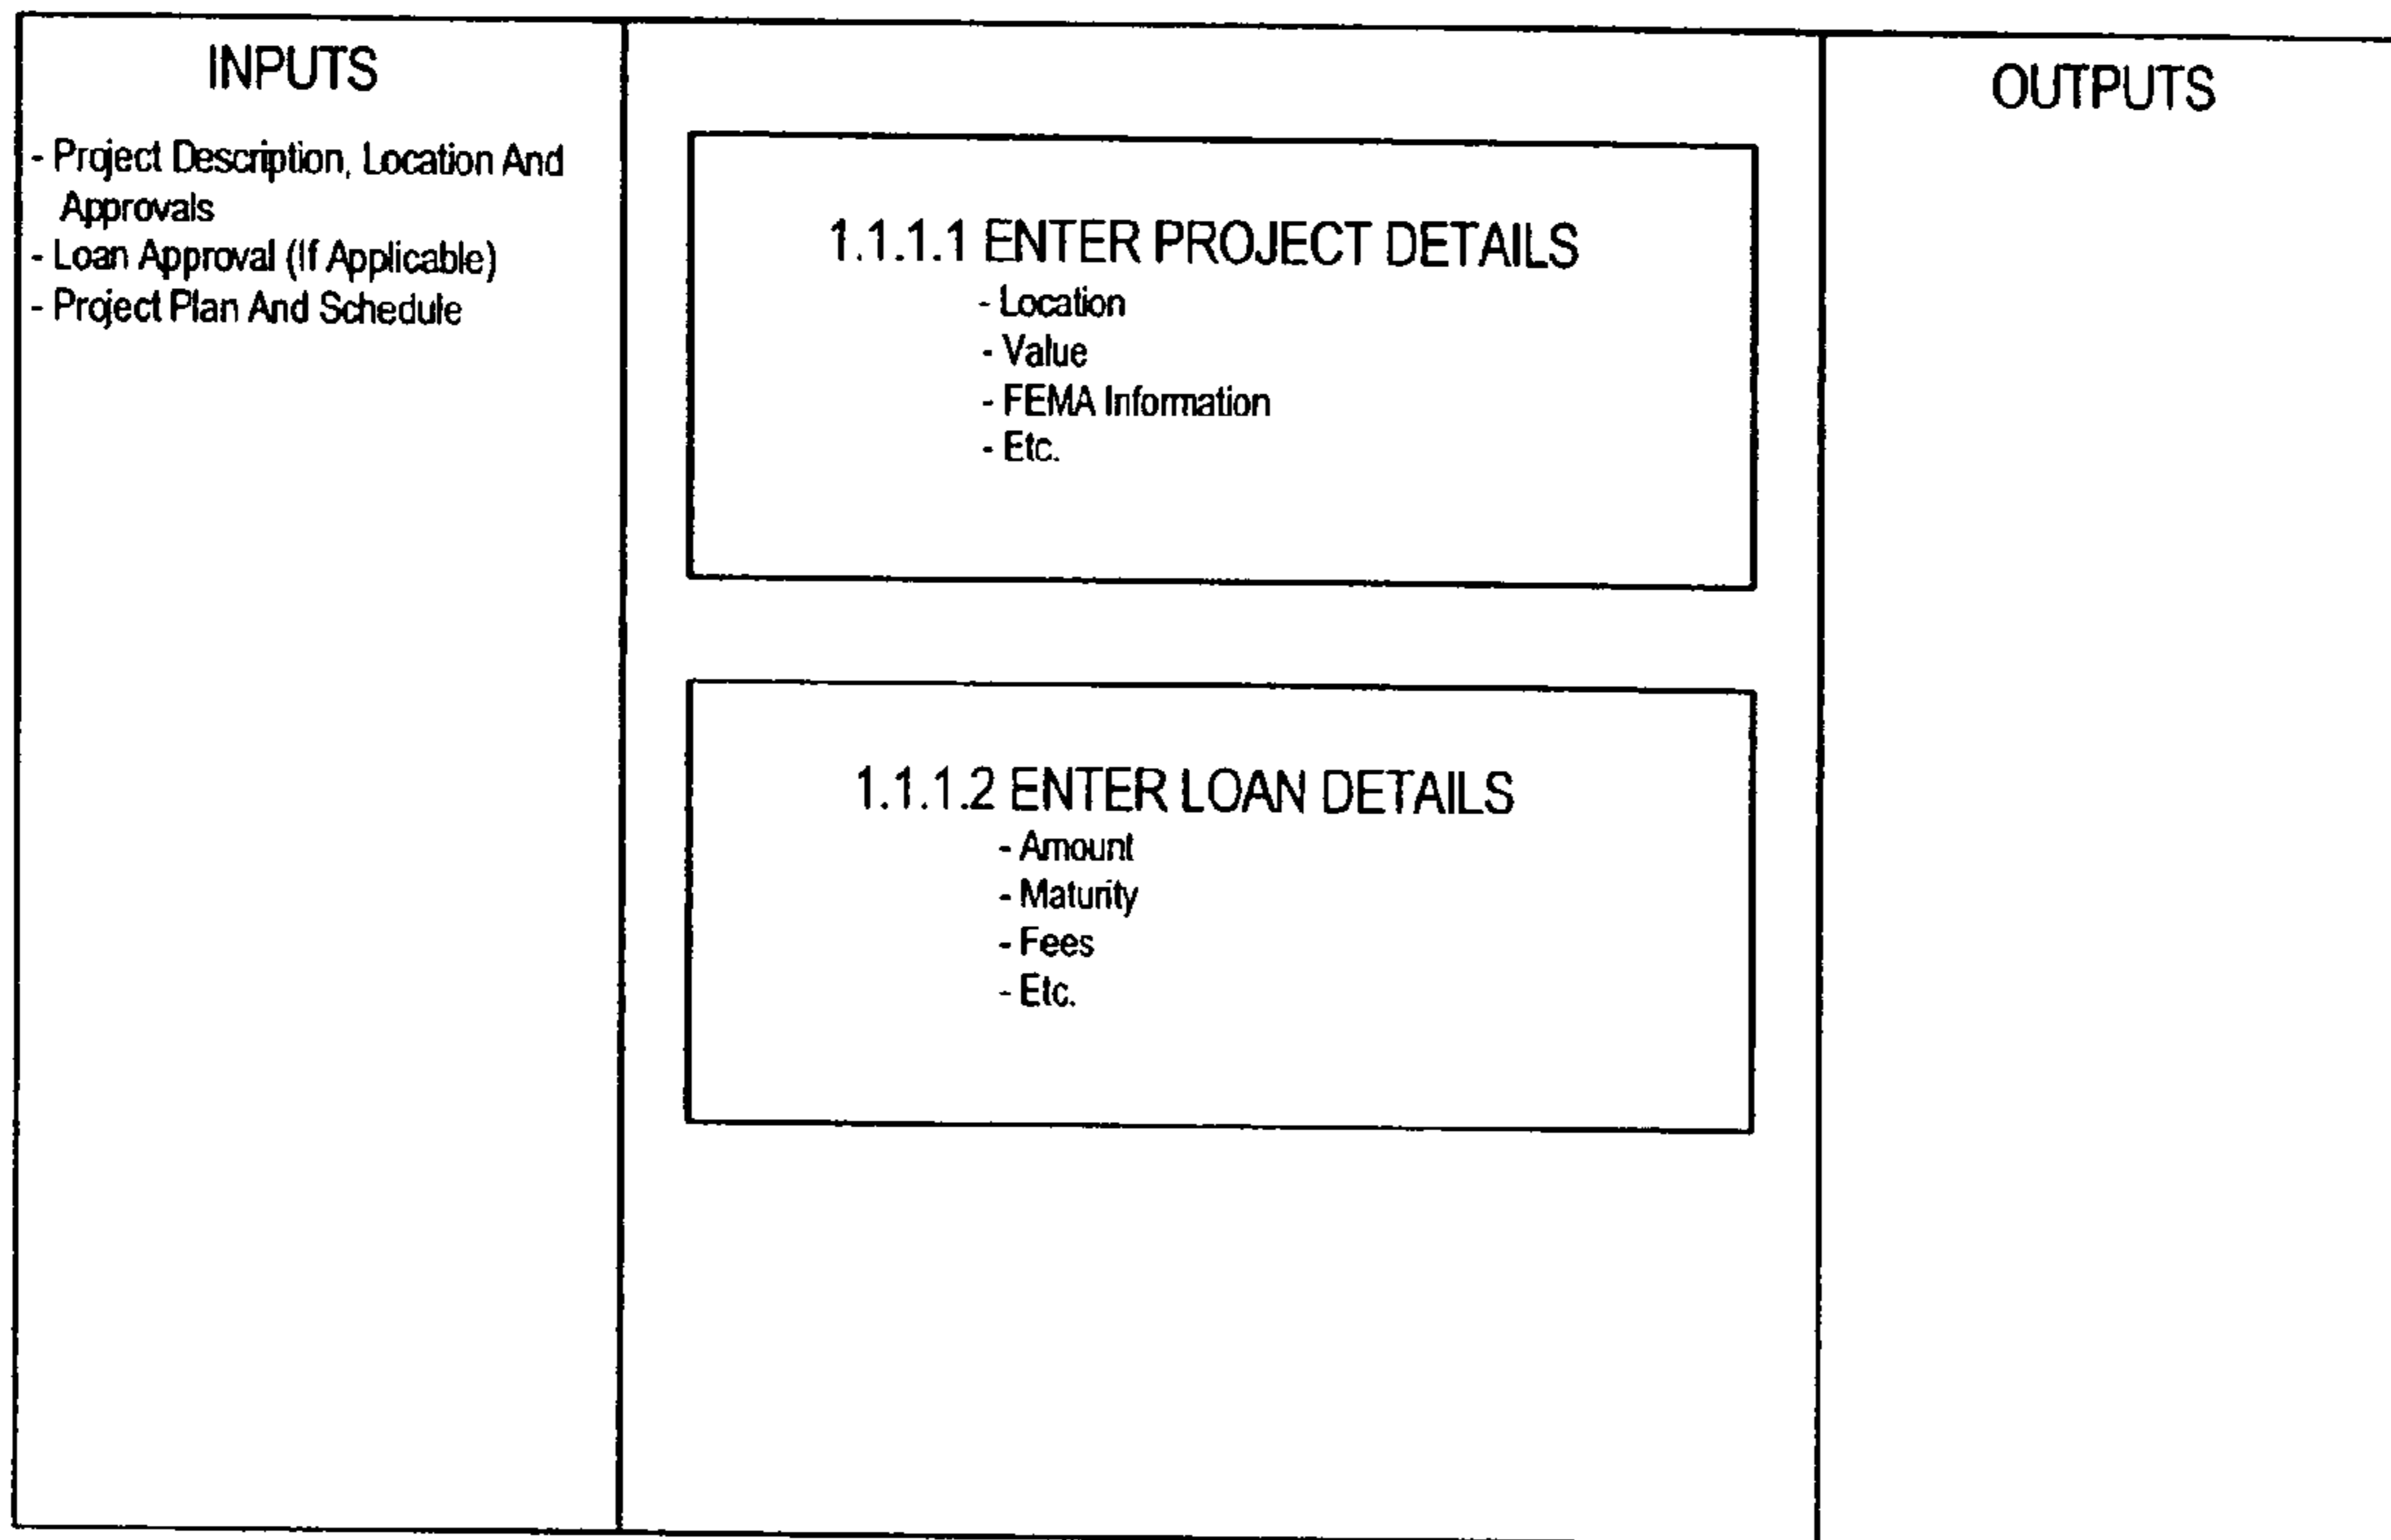 INPUTS
- Project Description, Location And
Approvals
- Loan Approval (If Applicable)
- Project Plan And Schedule
1.1.1.1 ENTER PROJECT DETAILS
- Location
- Value
- FEMA Information
- Etc.
1.1.1.2 ENTER LOAN DETAILS
- Amount
- Maturity
- Fees
- Etc.
OUTPUTS